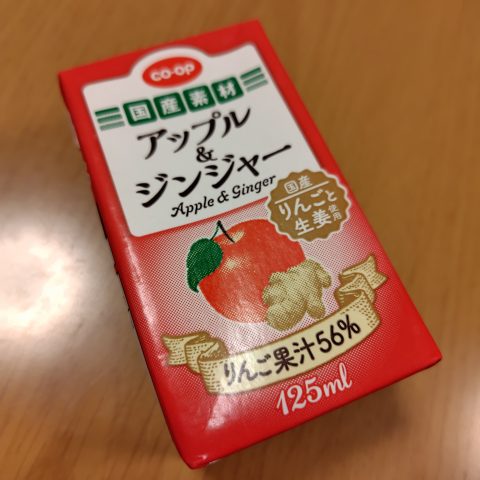 co-op
国産素材
アップル
&
ジンジャー
Apple & Ginger
国産
りんごと
生姜使用
りんご果汁56%
125ml